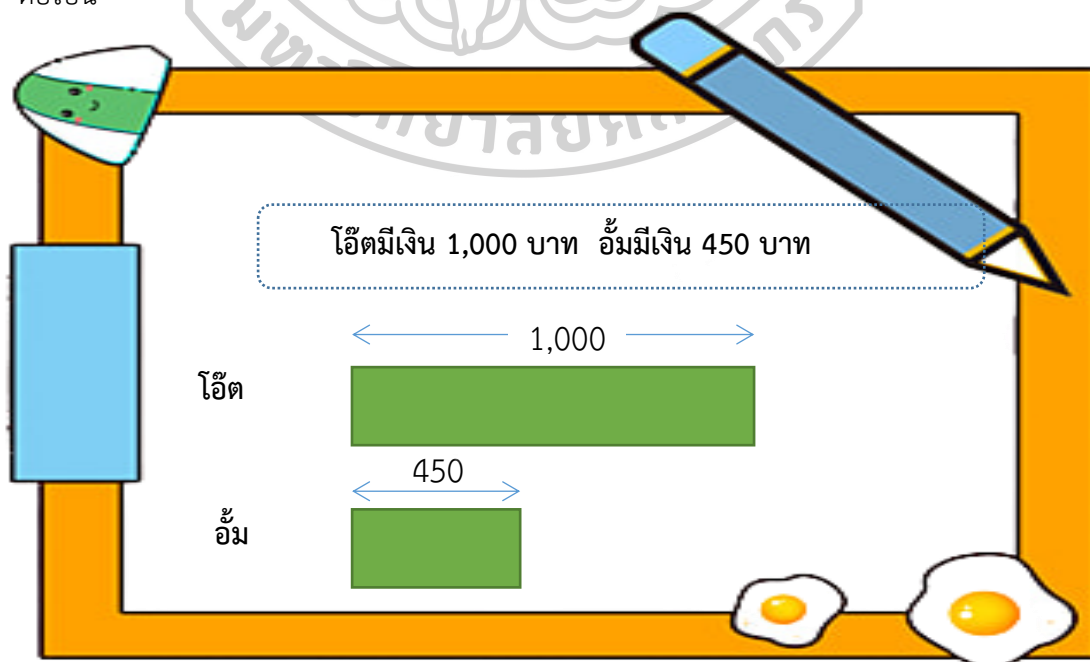 โอ๊ตมีเงิน 1,000 บาท อั้มมีเงิน 450 บาท
1,000
โอ๊ต
450
อั้ม